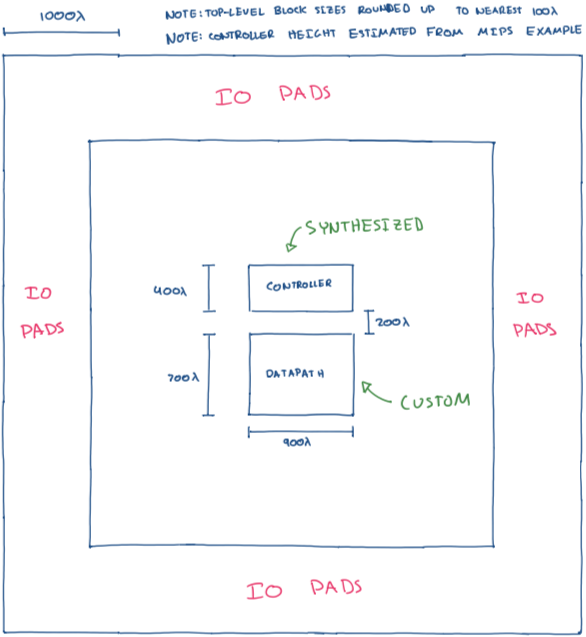 1000λ
NOTE: TOP-LEVEL BLOCK SIZES ROUNDED UP TO NEAREST 100λ
NOTE: CONTROLLER HEIGHT ESTIMATED FROM MIPS EXAMPLE
IO PADS
SYNTHESIZED
400λ
CONTROLLER
IO
PADS
IO
PADS
200λ
700λ
DATAPATH
CUSTOM
900λ
IO PADS